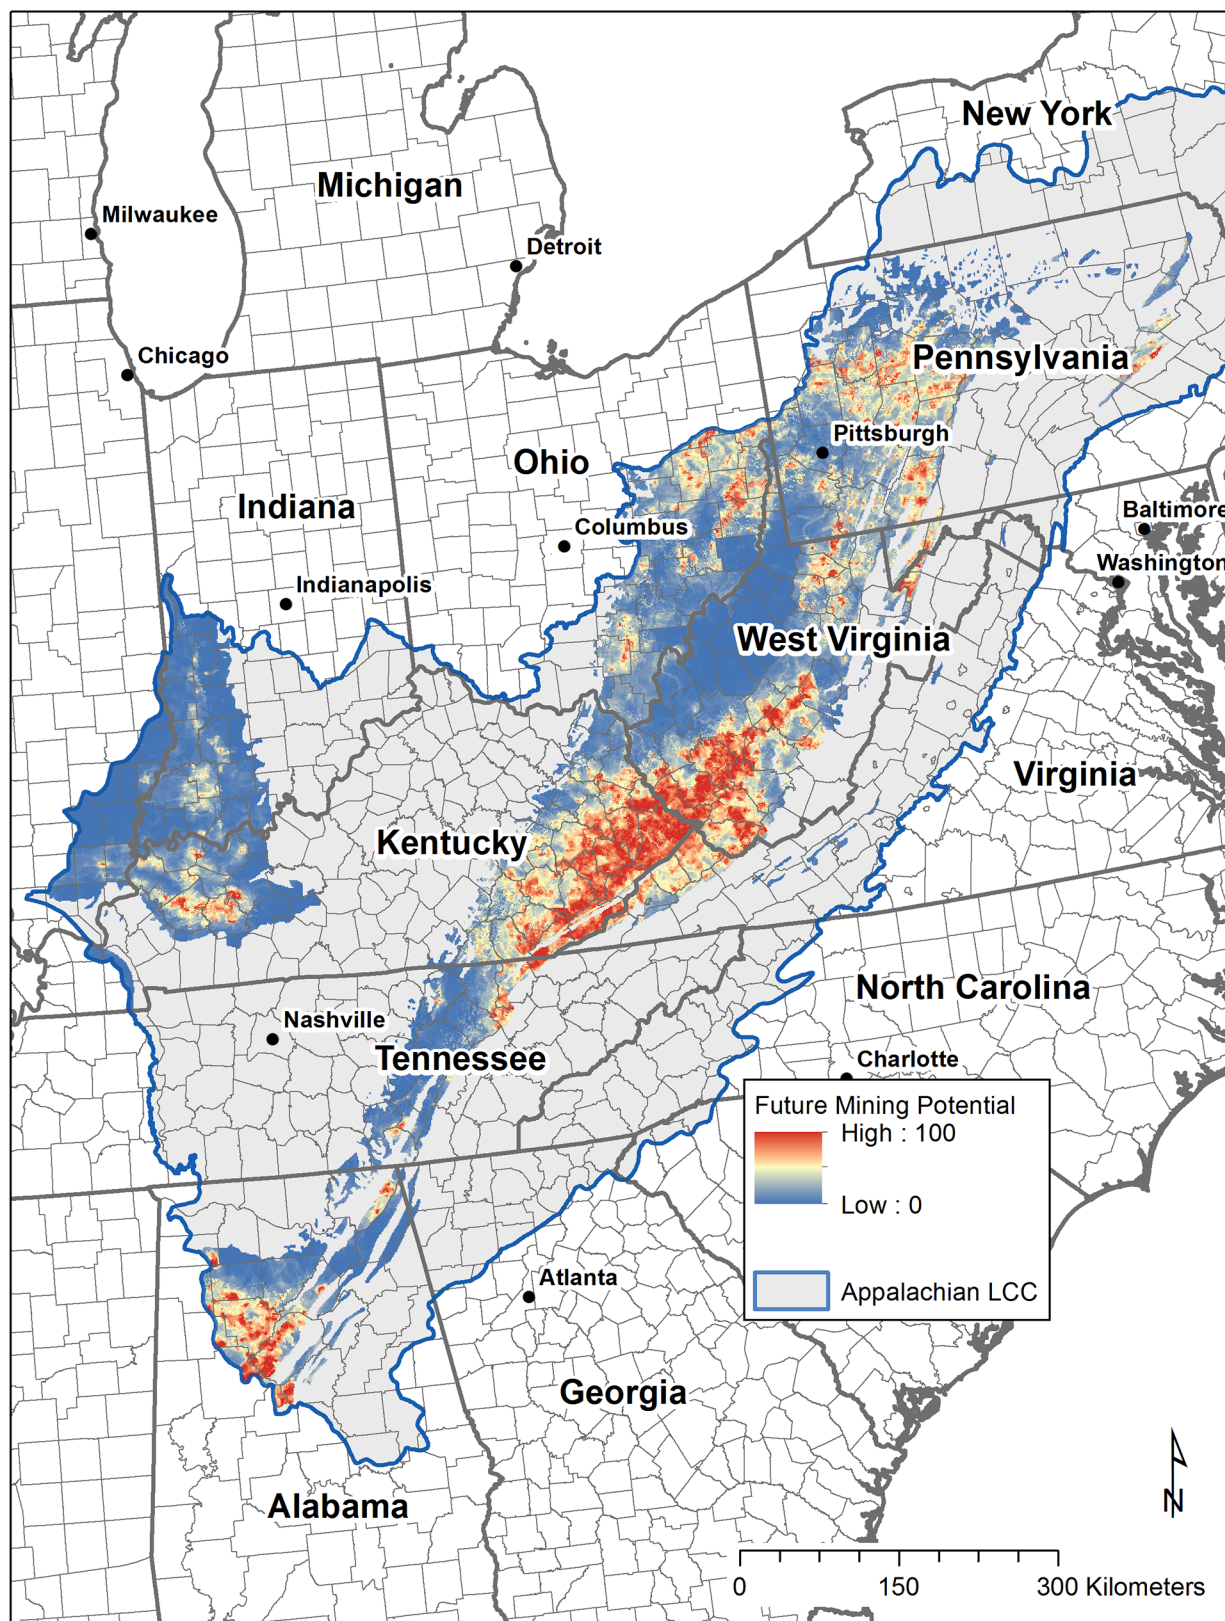 New York
Michigan
Milwaukee
Detroit
Chicago
Pennsylvania
Pittsburgh
Ohio
Indiana
Columbus
Baltimore
Washington
Indianapolis
West Virginia
Virginia
Kentucky
North Carolina
Nashville
Tennessee
Charlotte
Future Mining Potential
High : 100
Low : 0
Appalachian LCC
Atlanta
Georgia
Alabama
N
0 150 300 Kilometers